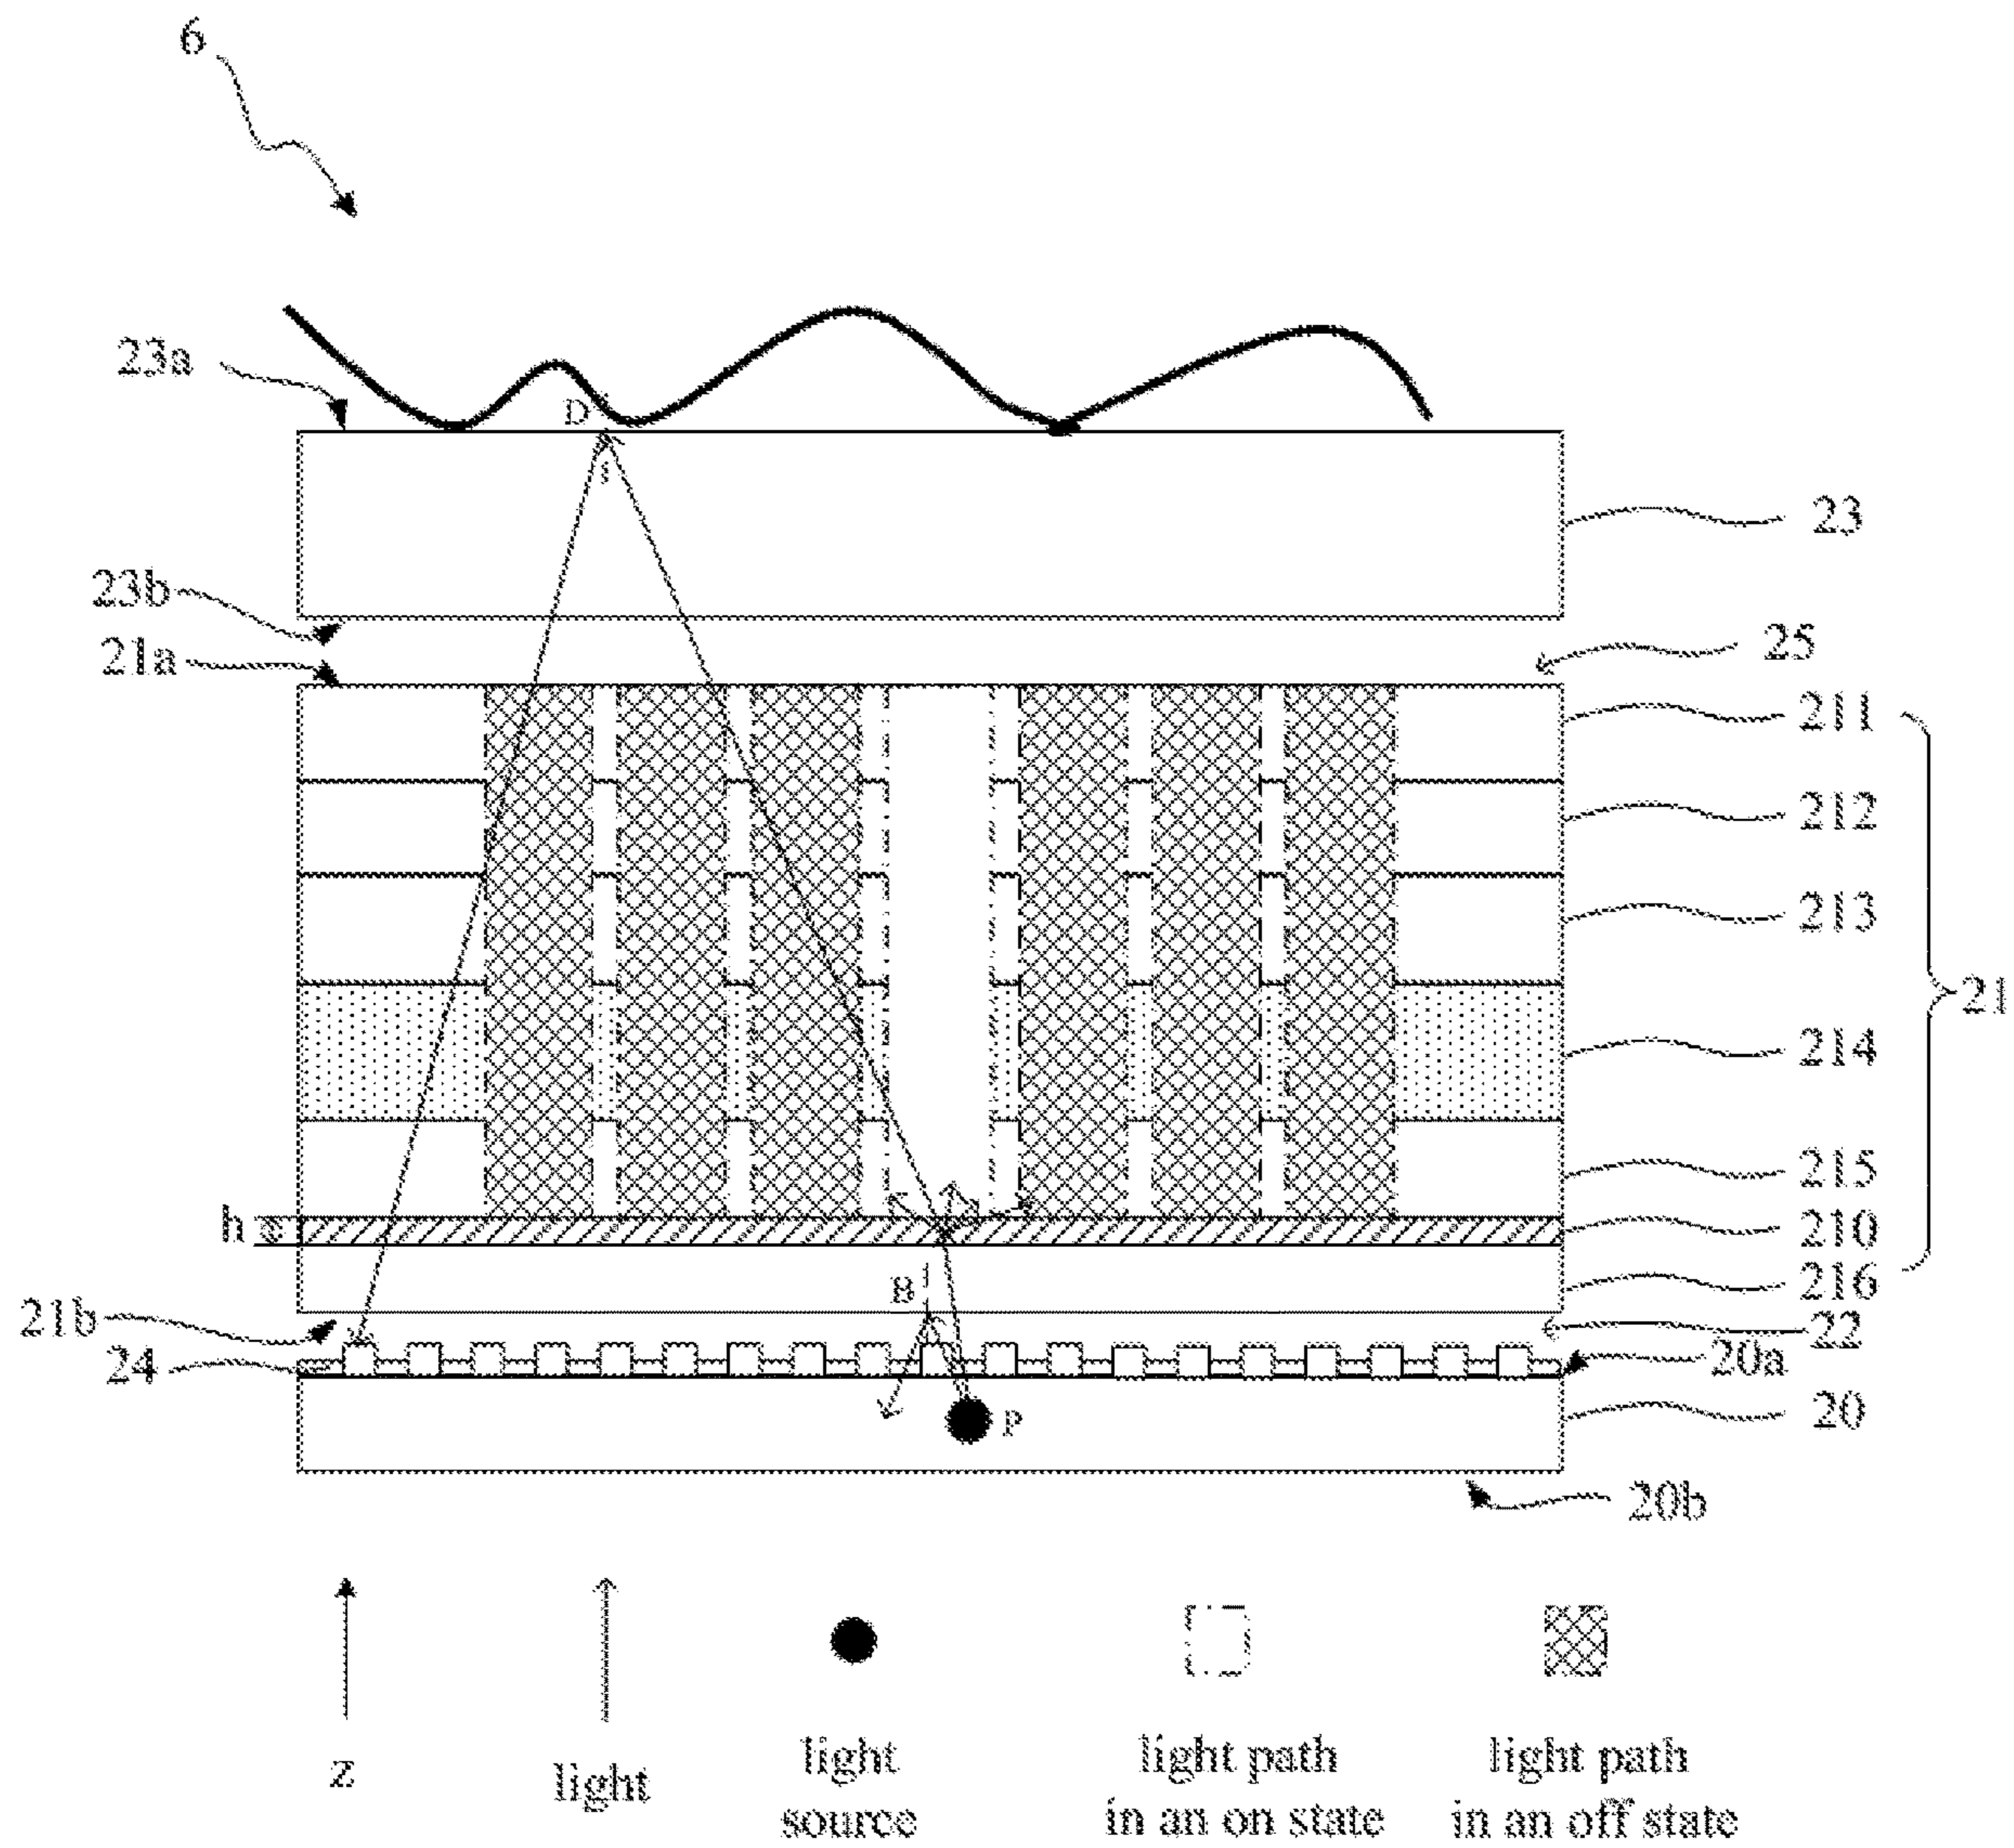 6
23a
D
23
23b
21a
25
211
212
213
21
214
215
h
210
B
216
21b
22
24
20a
P
20
20b
z
light
light
source
light path
in an on state
light path
in an off state